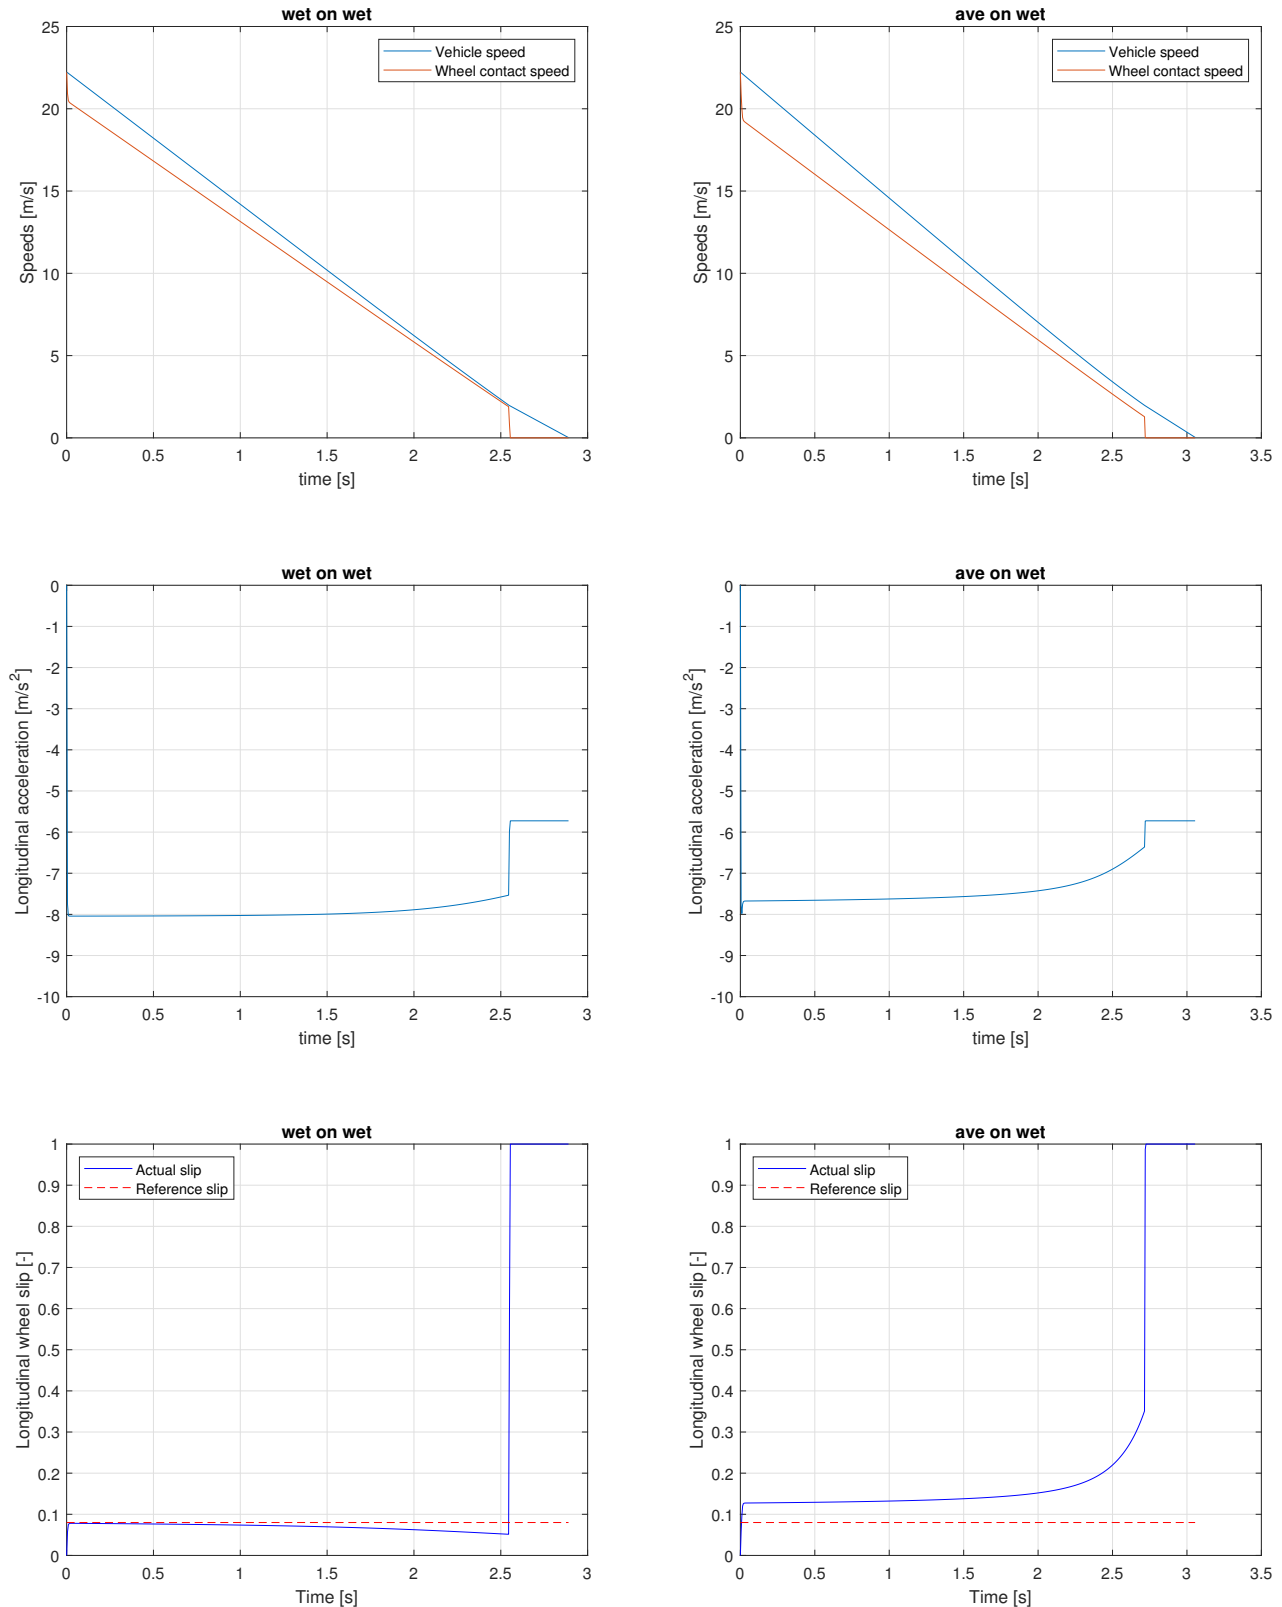 wet on wet
25
20
15
10
5
0
Speeds [m/s]
Vehicle speed
Wheel contact speed
0 0.5 1 1.5 2 2.5 3
time [s]
ave on wet
25
20
15
10
5
0
Speeds [m/s]
Vehicle speed
Wheel contact speed
0 0.5 1 1.5 2 2.5 3 3.5
time [s]
wet on wet
0
-1
-2
-3
-4
-5
-6
-7
-8
-9
-10
Longitudinal acceleration [m/s²]
0 0.5 1 1.5 2 2.5 3
time [s]
ave on wet
0
-1
-2
-3
-4
-5
-6
-7
-8
-9
-10
Longitudinal acceleration [m/s²]
0 0.5 1 1.5 2 2.5 3 3.5
time [s]
wet on wet
1
0.9
0.8
0.7
0.6
0.5
0.4
0.3
0.2
0.1
0
Longitudinal wheel slip [-]
Actual slip
Reference slip
0 0.5 1 1.5 2 2.5 3
Time [s]
ave on wet
1
0.9
0.8
0.7
0.6
0.5
0.4
0.3
0.2
0.1
0
Longitudinal wheel slip [-]
Actual slip
Reference slip
0 0.5 1 1.5 2 2.5 3 3.5
Time [s]